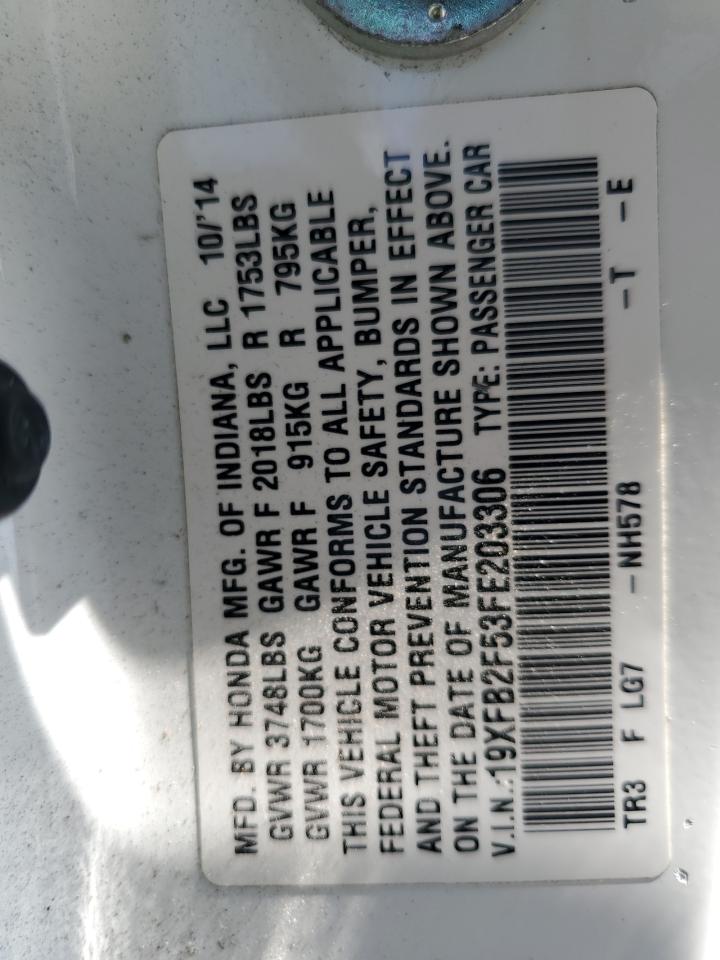 MFD. BY HONDA MFG. OF INDIANA, LLC 10/'14
GVWR 3748LBS GAWR F 2018LBS R 1753LBS
GVWR 1700KG GAWR F 915KG R 795KG
THIS VEHICLE CONFORMS TO ALL APPLICABLE
FEDERAL MOTOR VEHICLE SAFETY, BUMPER,
AND THEFT PREVENTION STANDARDS IN EFFECT
ON THE DATE OF MANUFACTURE SHOWN ABOVE.
V.I.N.:19XFB2F53FE203306 TYPE: PASSENGER CAR
TR3 F LG7 -NH578 -T -E